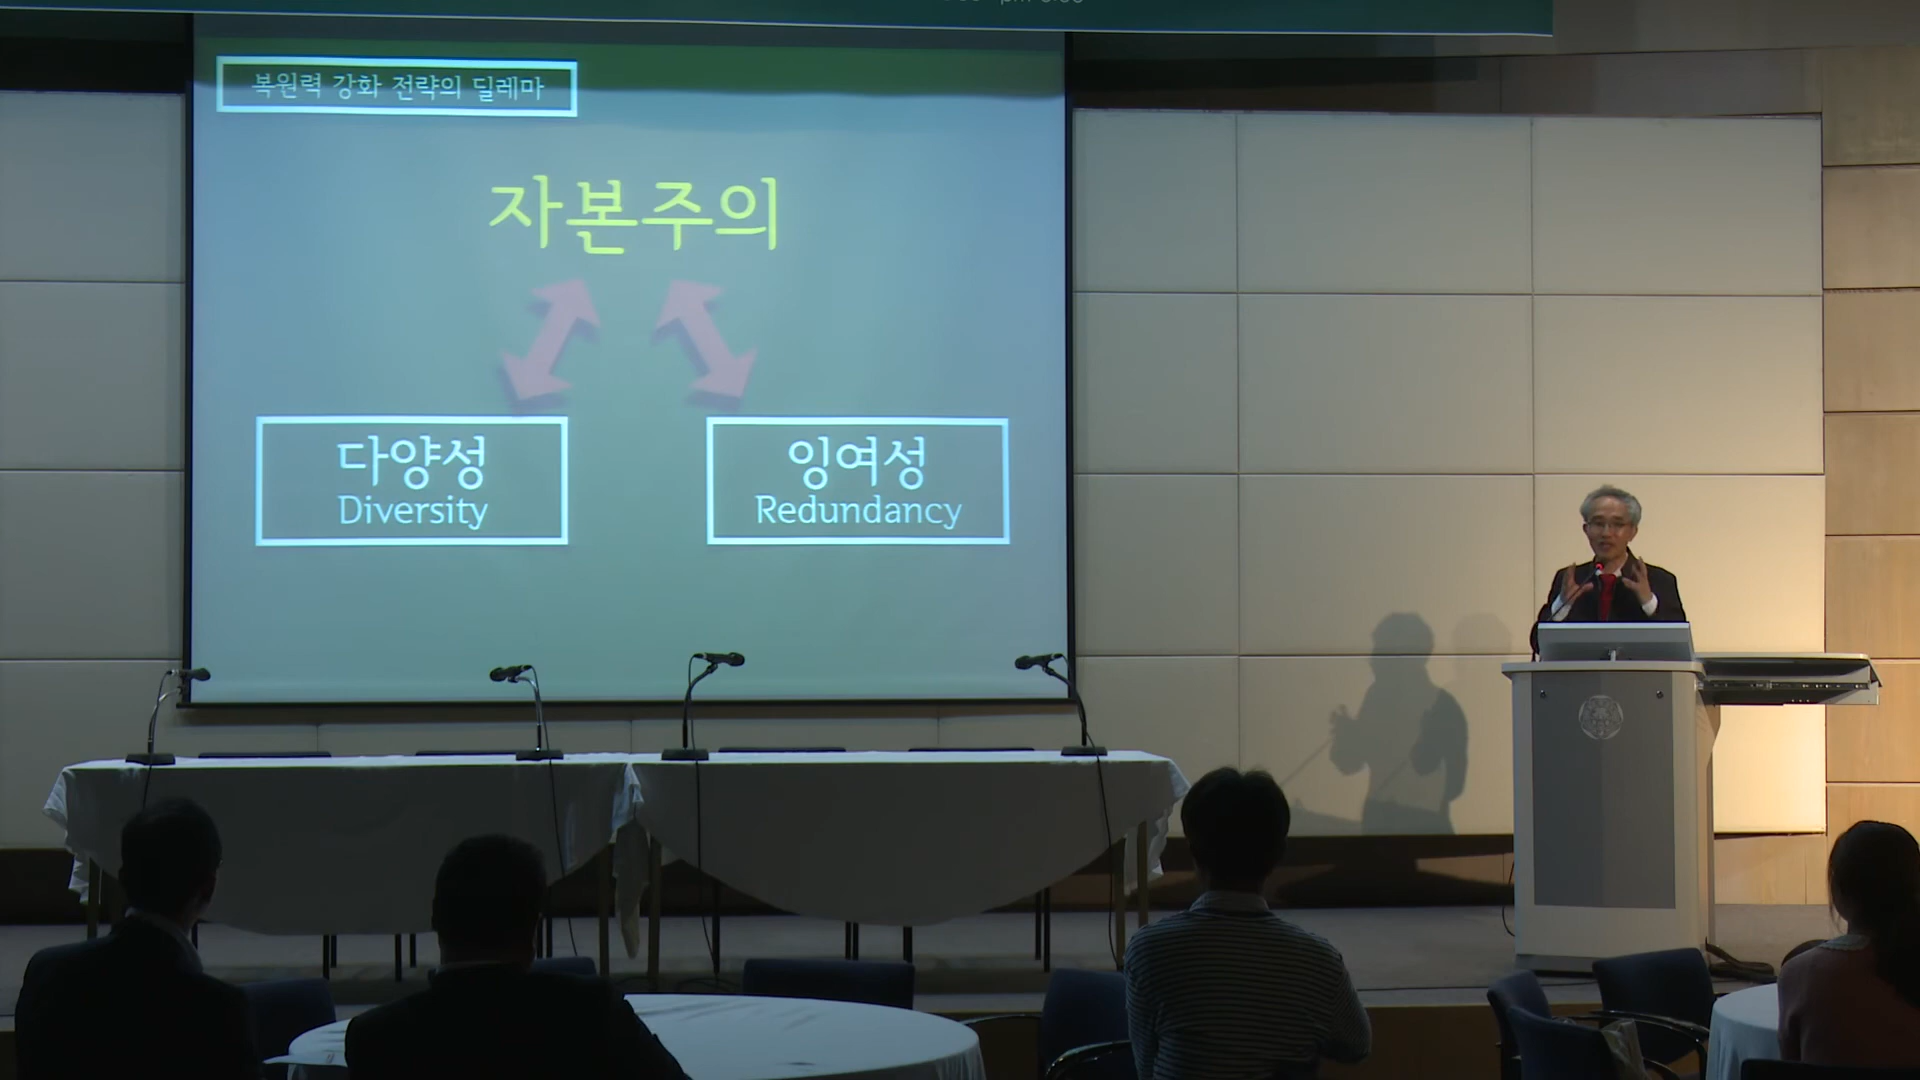 복원력 강화 전략의 딜레마
자본주의
다양성
Diversity
잉여성
Redundancy